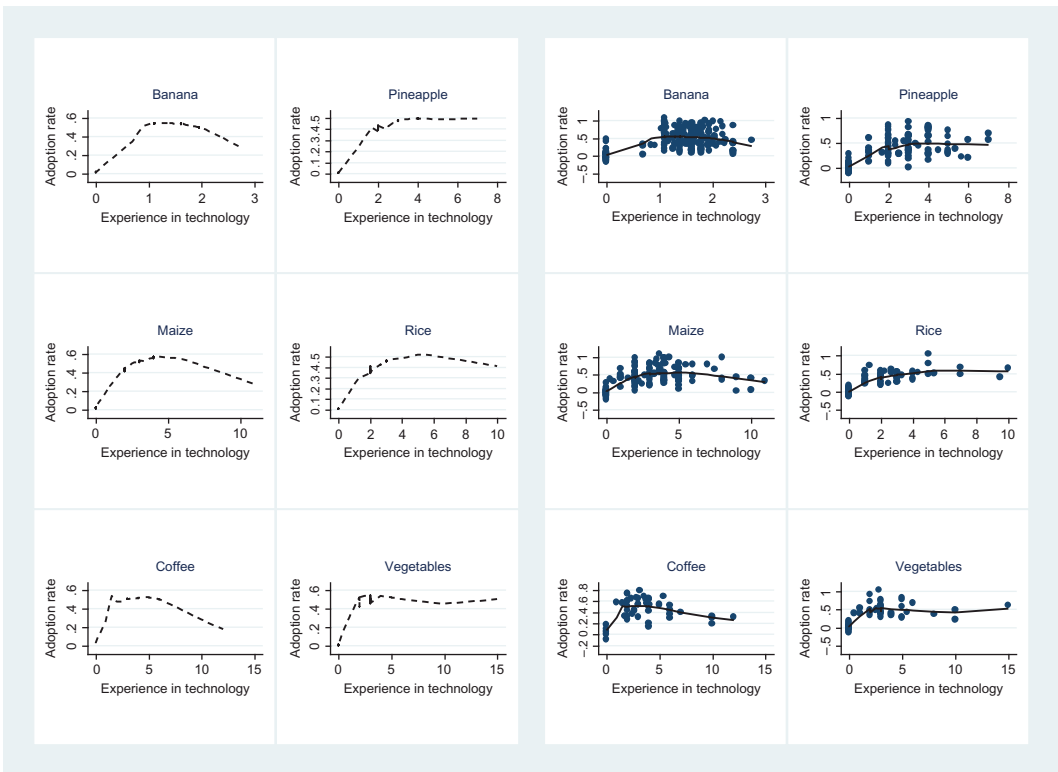 Banana
Adoption rate
0 .2 .4 .6
0 1 2 3
Experience in technology
Pineapple
Adoption rate
0 .1 .2 .3 .4 .5
0 2 4 6 8
Experience in technology
Banana
Adoption rate
-.5 0 .5 1
0 1 2 3
Experience in technology
Pineapple
Adoption rate
0 .5 1
0 2 4 6 8
Experience in technology
Maize
Adoption rate
0 .2 .4 .6
0 5 10
Experience in technology
Rice
Adoption rate
0 .1 .2 .3 .4 .5
0 2 4 6 8 10
Experience in technology
Maize
Adoption rate
-.5 0 .5 1
0 5 10
Experience in technology
Rice
Adoption rate
-.5 0 .5 1
0 2 4 6 8 10
Experience in technology
Coffee
Adoption rate
0 .2 .4 .6
0 5 10 15
Experience in technology
Vegetables
Adoption rate
0 .2 .4 .6
0 5 10 15
Experience in technology
Coffee
Adoption rate
-.2 0 .2 .4 .6 .8
0 5 10 15
Experience in technology
Vegetables
Adoption rate
-.5 0 .5 1
0 5 10 15
Experience in technology